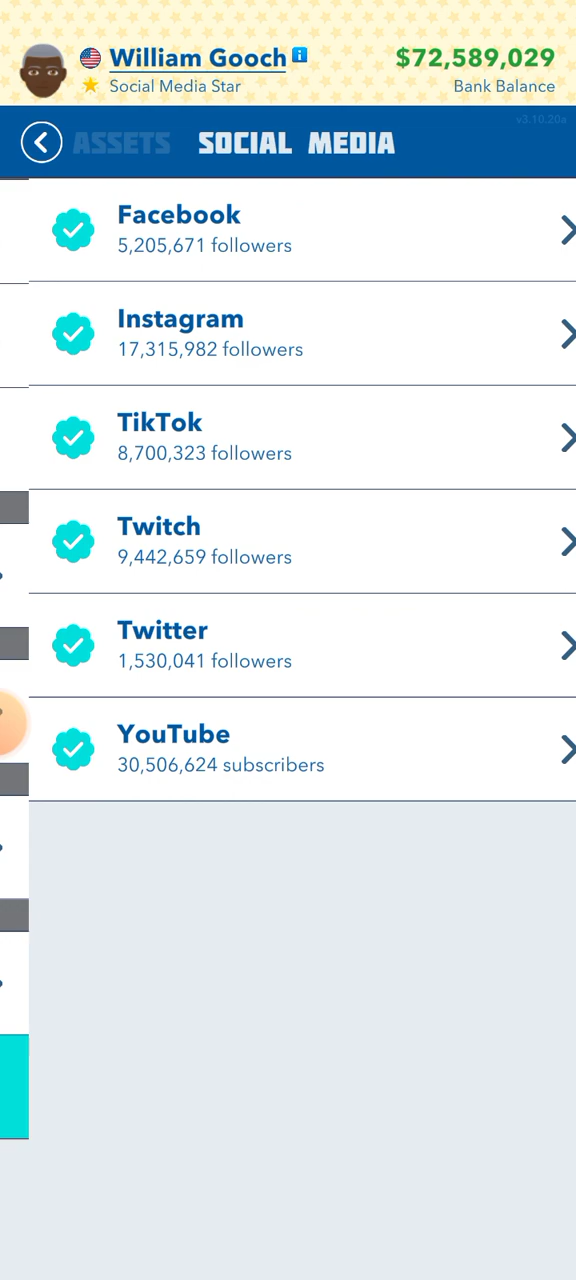 William Gooch
$72,589,029
Social Media Star
Bank Balance
v3.10.20a
ASSETS
SOCIAL MEDIA
Facebook
5,205,671 followers
Instagram
17,315,982 followers
TikTok
8,700,323 followers
Twitch
9,442,659 followers
Twitter
1,530,041 followers
YouTube
30,506,624 subscribers